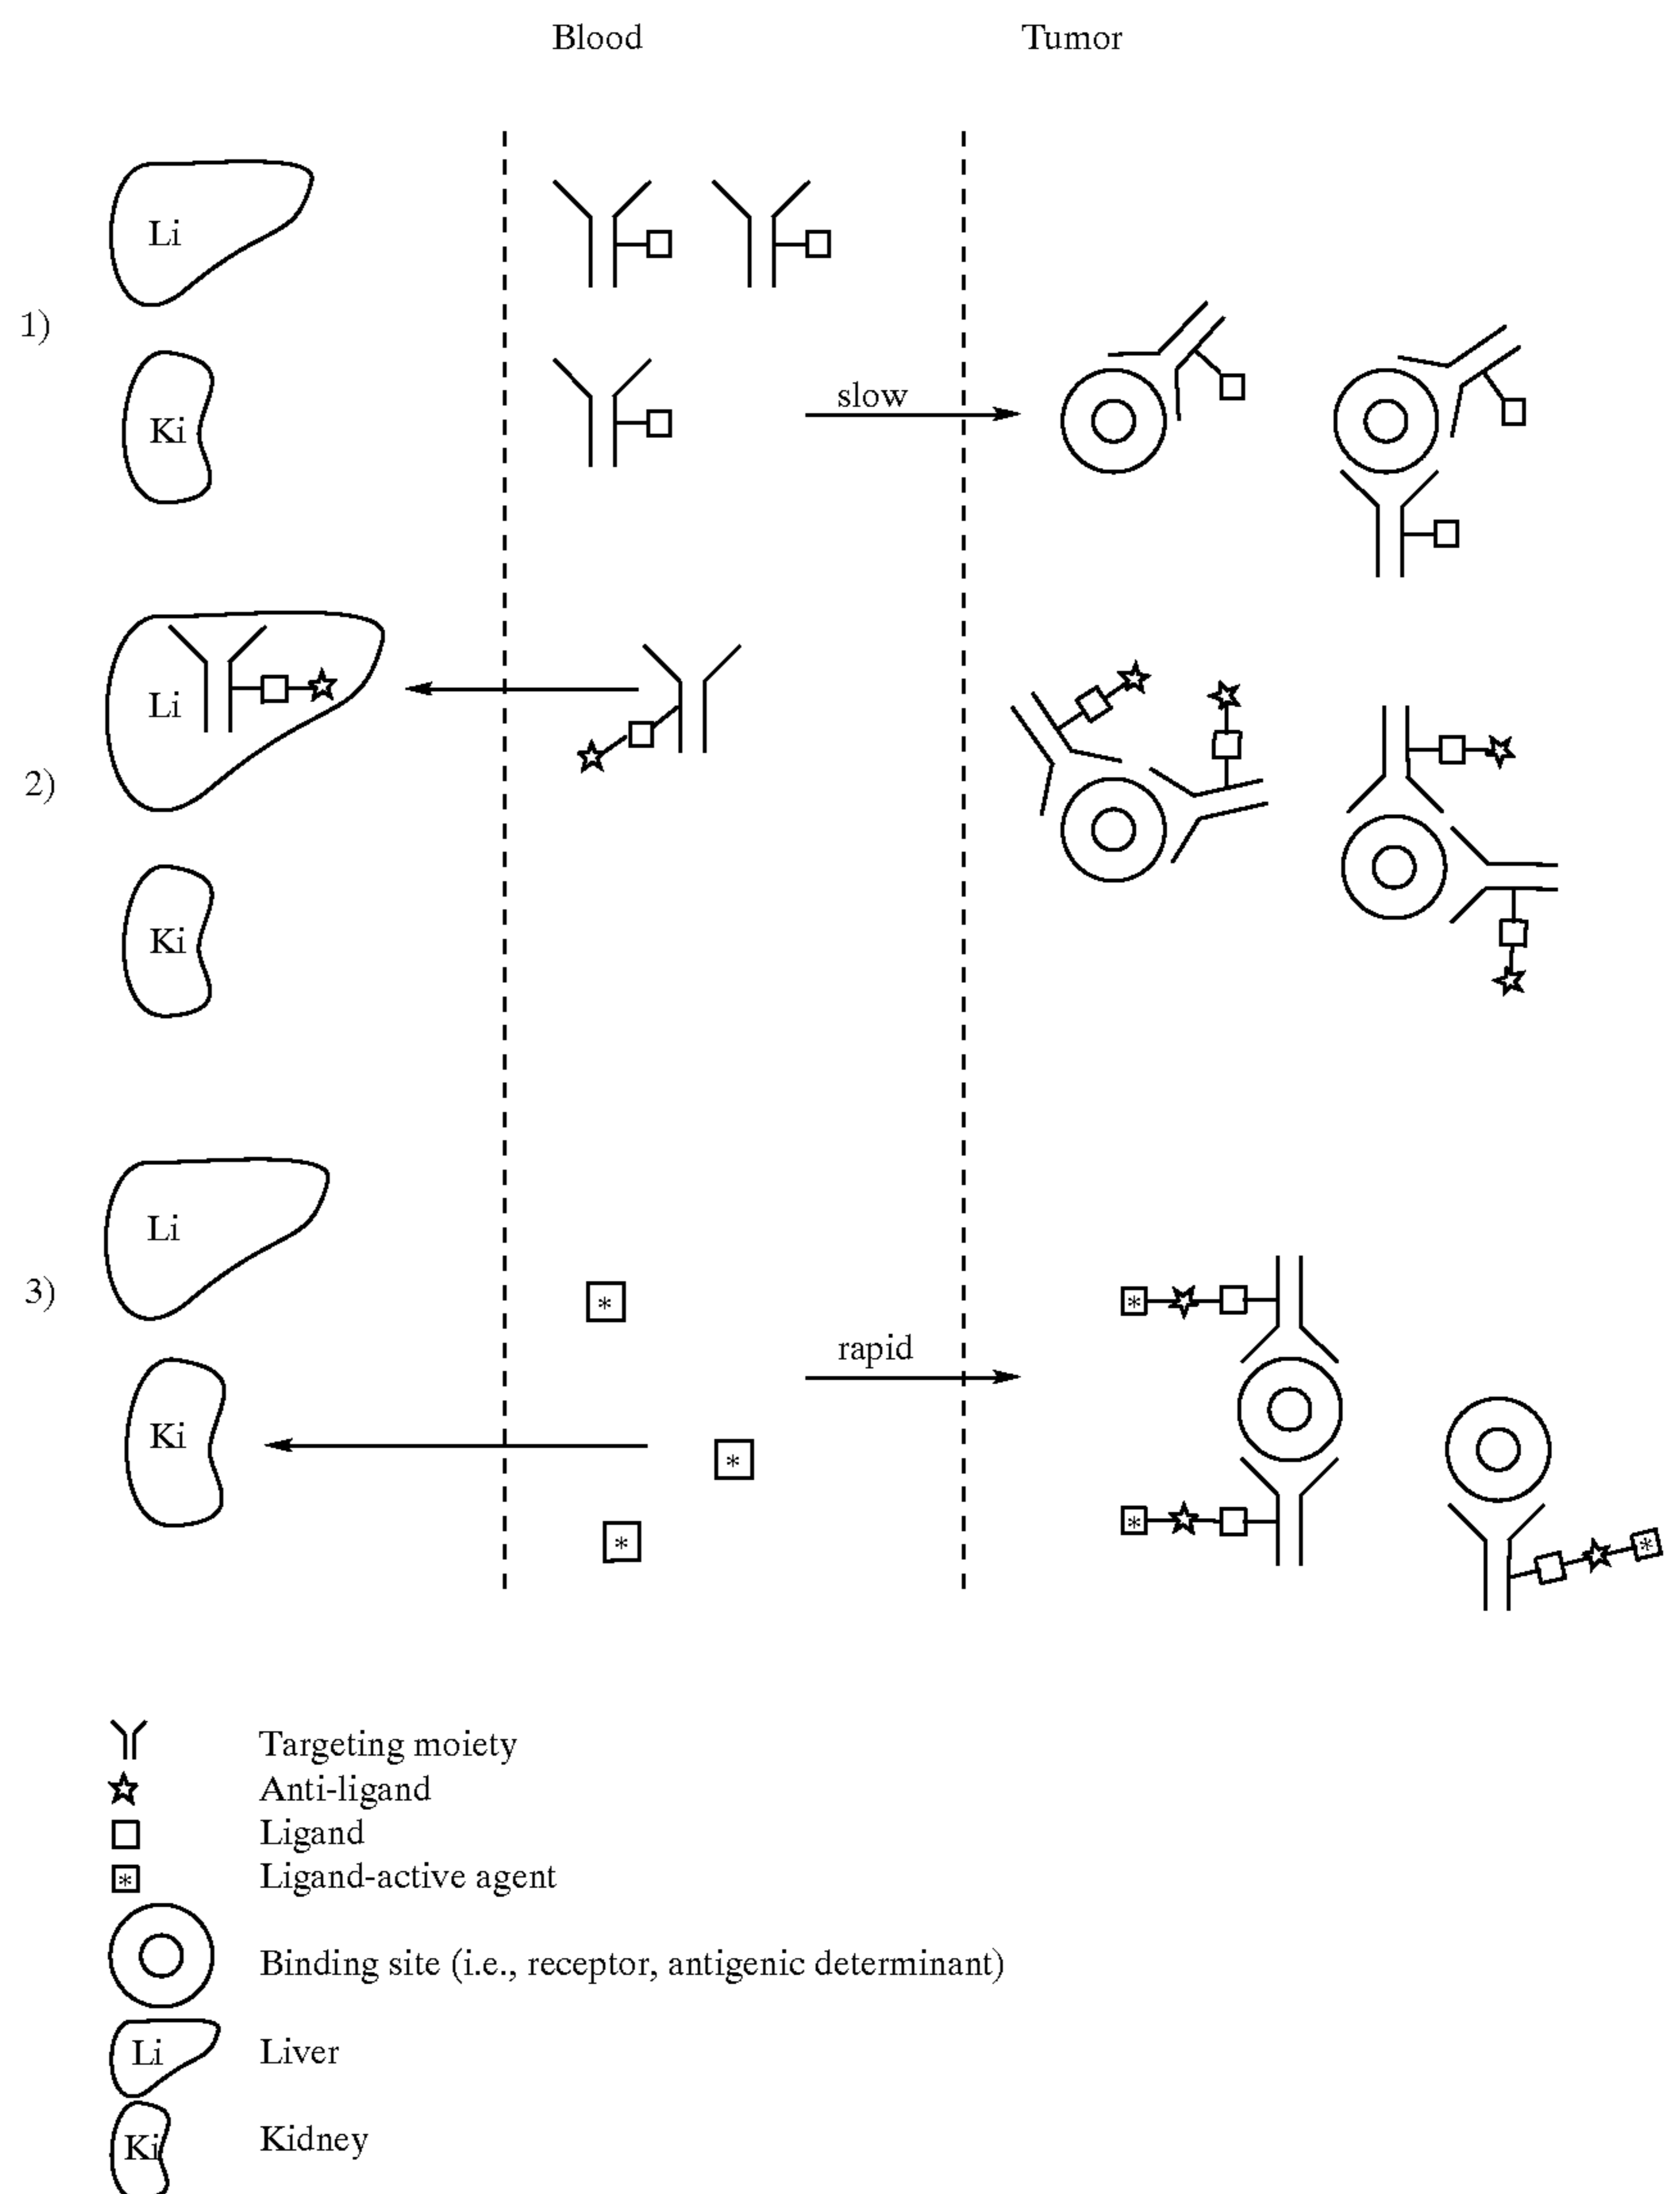 Blood Tumor
Li
1)
Ki
slow
Li
2)
Ki
Li
3)
*
rapid
*
Ki
*
*
*
*
*
Targeting moiety
Anti-ligand
Ligand
* Ligand-active agent
Binding site (i.e., receptor, antigenic determinant)
Li Liver
Ki Kidney